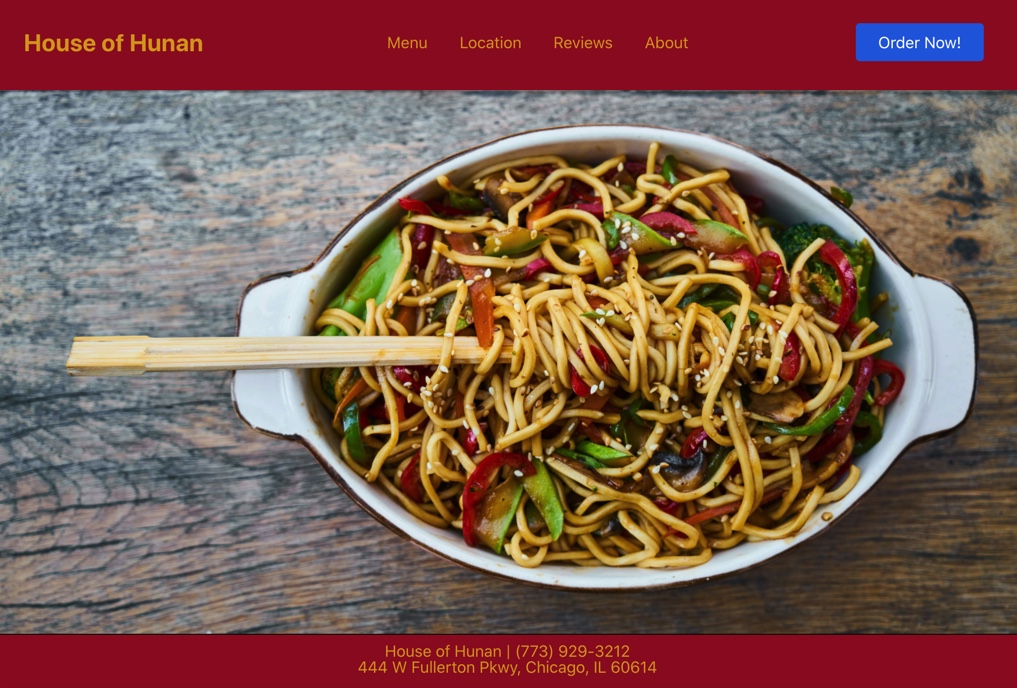 House of Hunan
Menu
Location
Reviews
About
Order Now!
House of Hunan | (773) 929-3212
444 W Fullerton Pkwy, Chicago, IL 60614